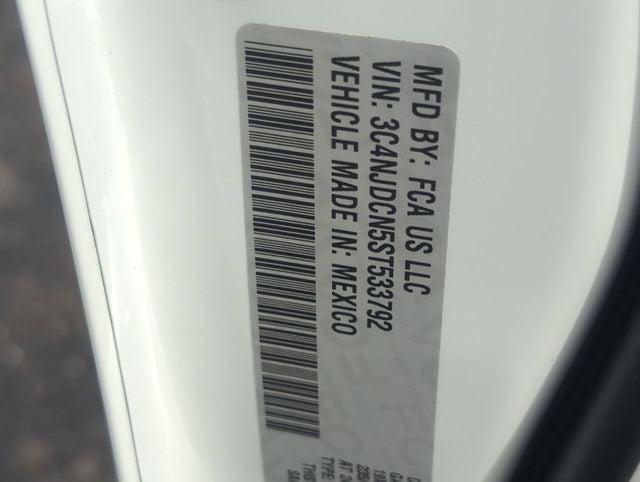 MFD BY: FCA US LLC
VIN: 3C4NJDCN5ST533792
VEHICLE MADE IN: MEXICO